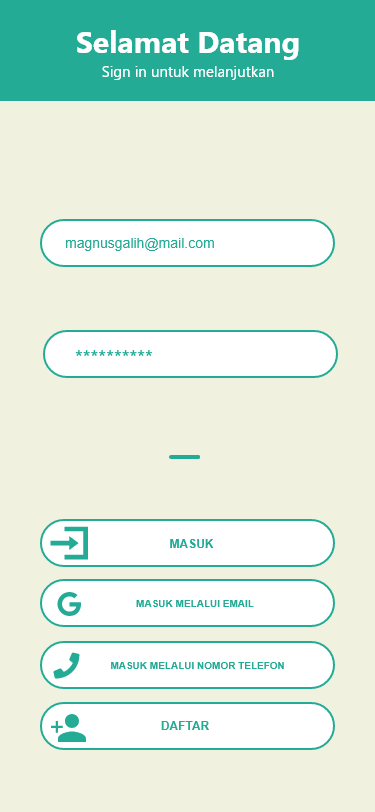 Selamat Datang
Sign in untuk melanjutkan
magnusgalih@mail.com
**********
MASUK
MASUK MELALUI EMAIL
MASUK MELALUI NOMOR TELEFON
DAFTAR